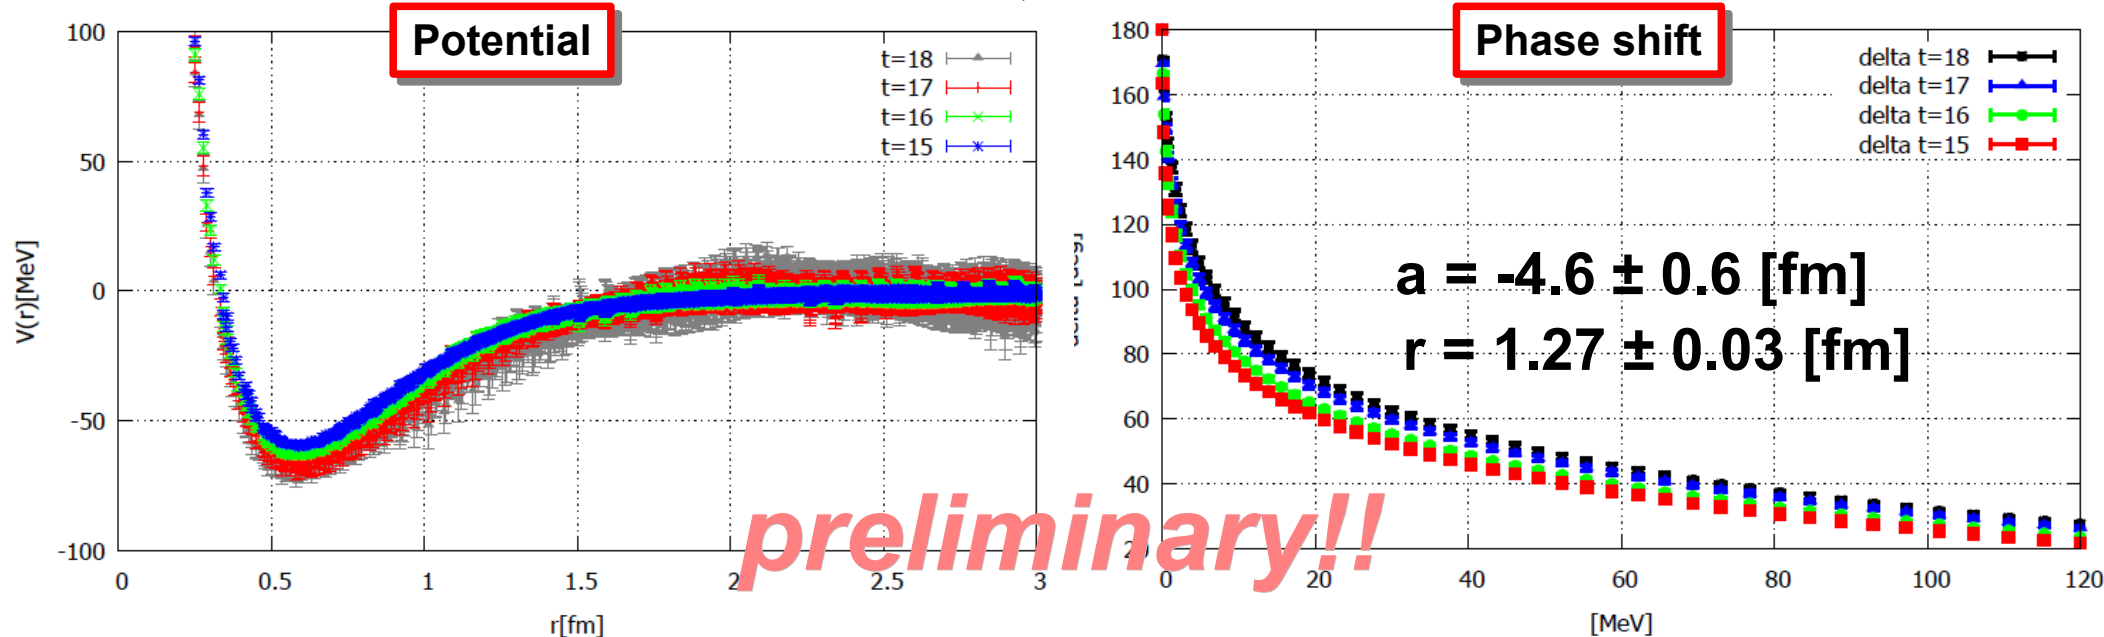 Potential
100
50
0
-50
-100
V(r)[MeV]
t=18
t=17
t=16
t=15
0
0.5
1
1.5
2
2.5
3
r[fm]
Phase shift
180
160
140
120
100
80
60
40
20
delta t=18
delta t=17
delta t=16
delta t=15
a = -4.6 ± 0.6 [fm]
r = 1.27 ± 0.03 [fm]
0
20
40
60
80
100
120
[MeV]
preliminary!!